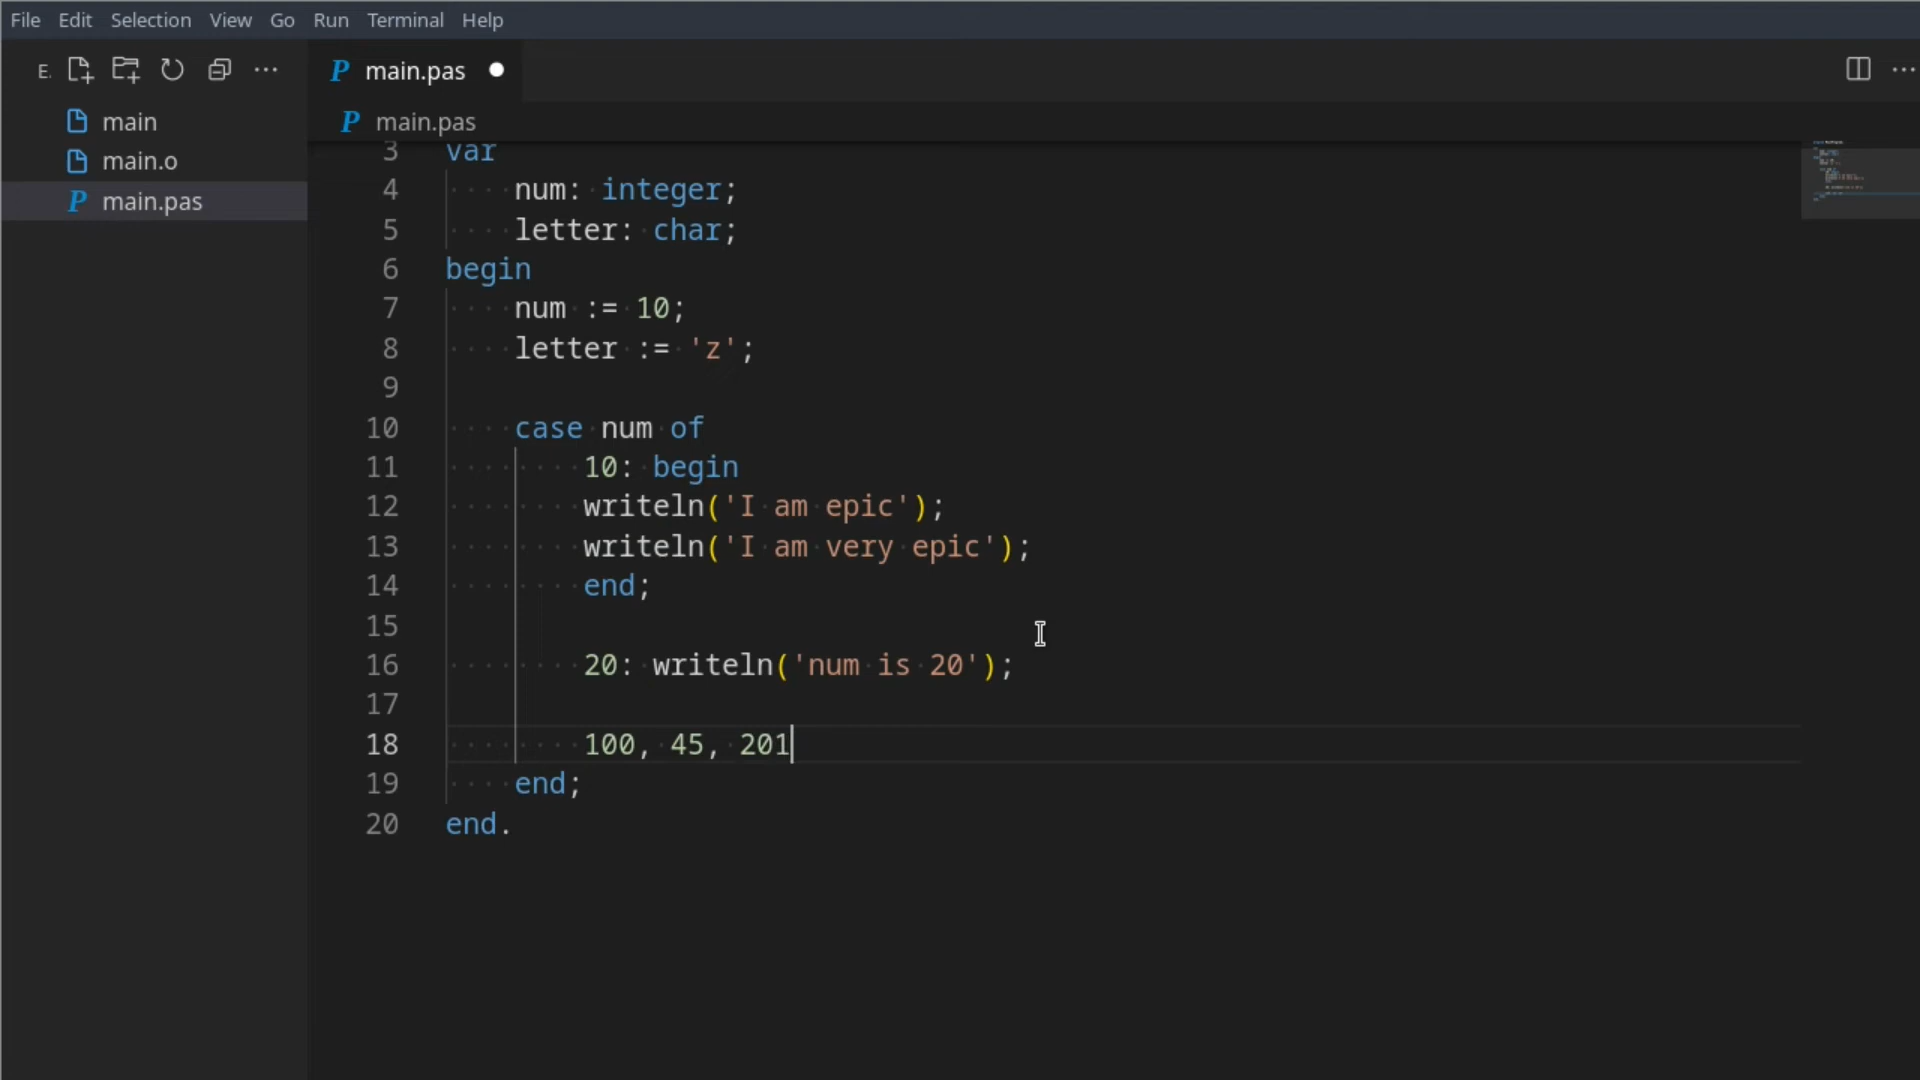 File Edit Selection View Go Run Terminal Help
E.
main.pas
main
main.o
main.pas
main.pas
3 var
4 num: integer;
5 letter: char;
6 begin
7 num := 10;
8 letter := 'z';
9
10 case num of
11 10: begin
12 writeln('I am epic');
13 writeln('I am very epic');
14 end;
15
16 20: writeln('num is 20');
17
18 100, 45, 201
19 end;
20 end.